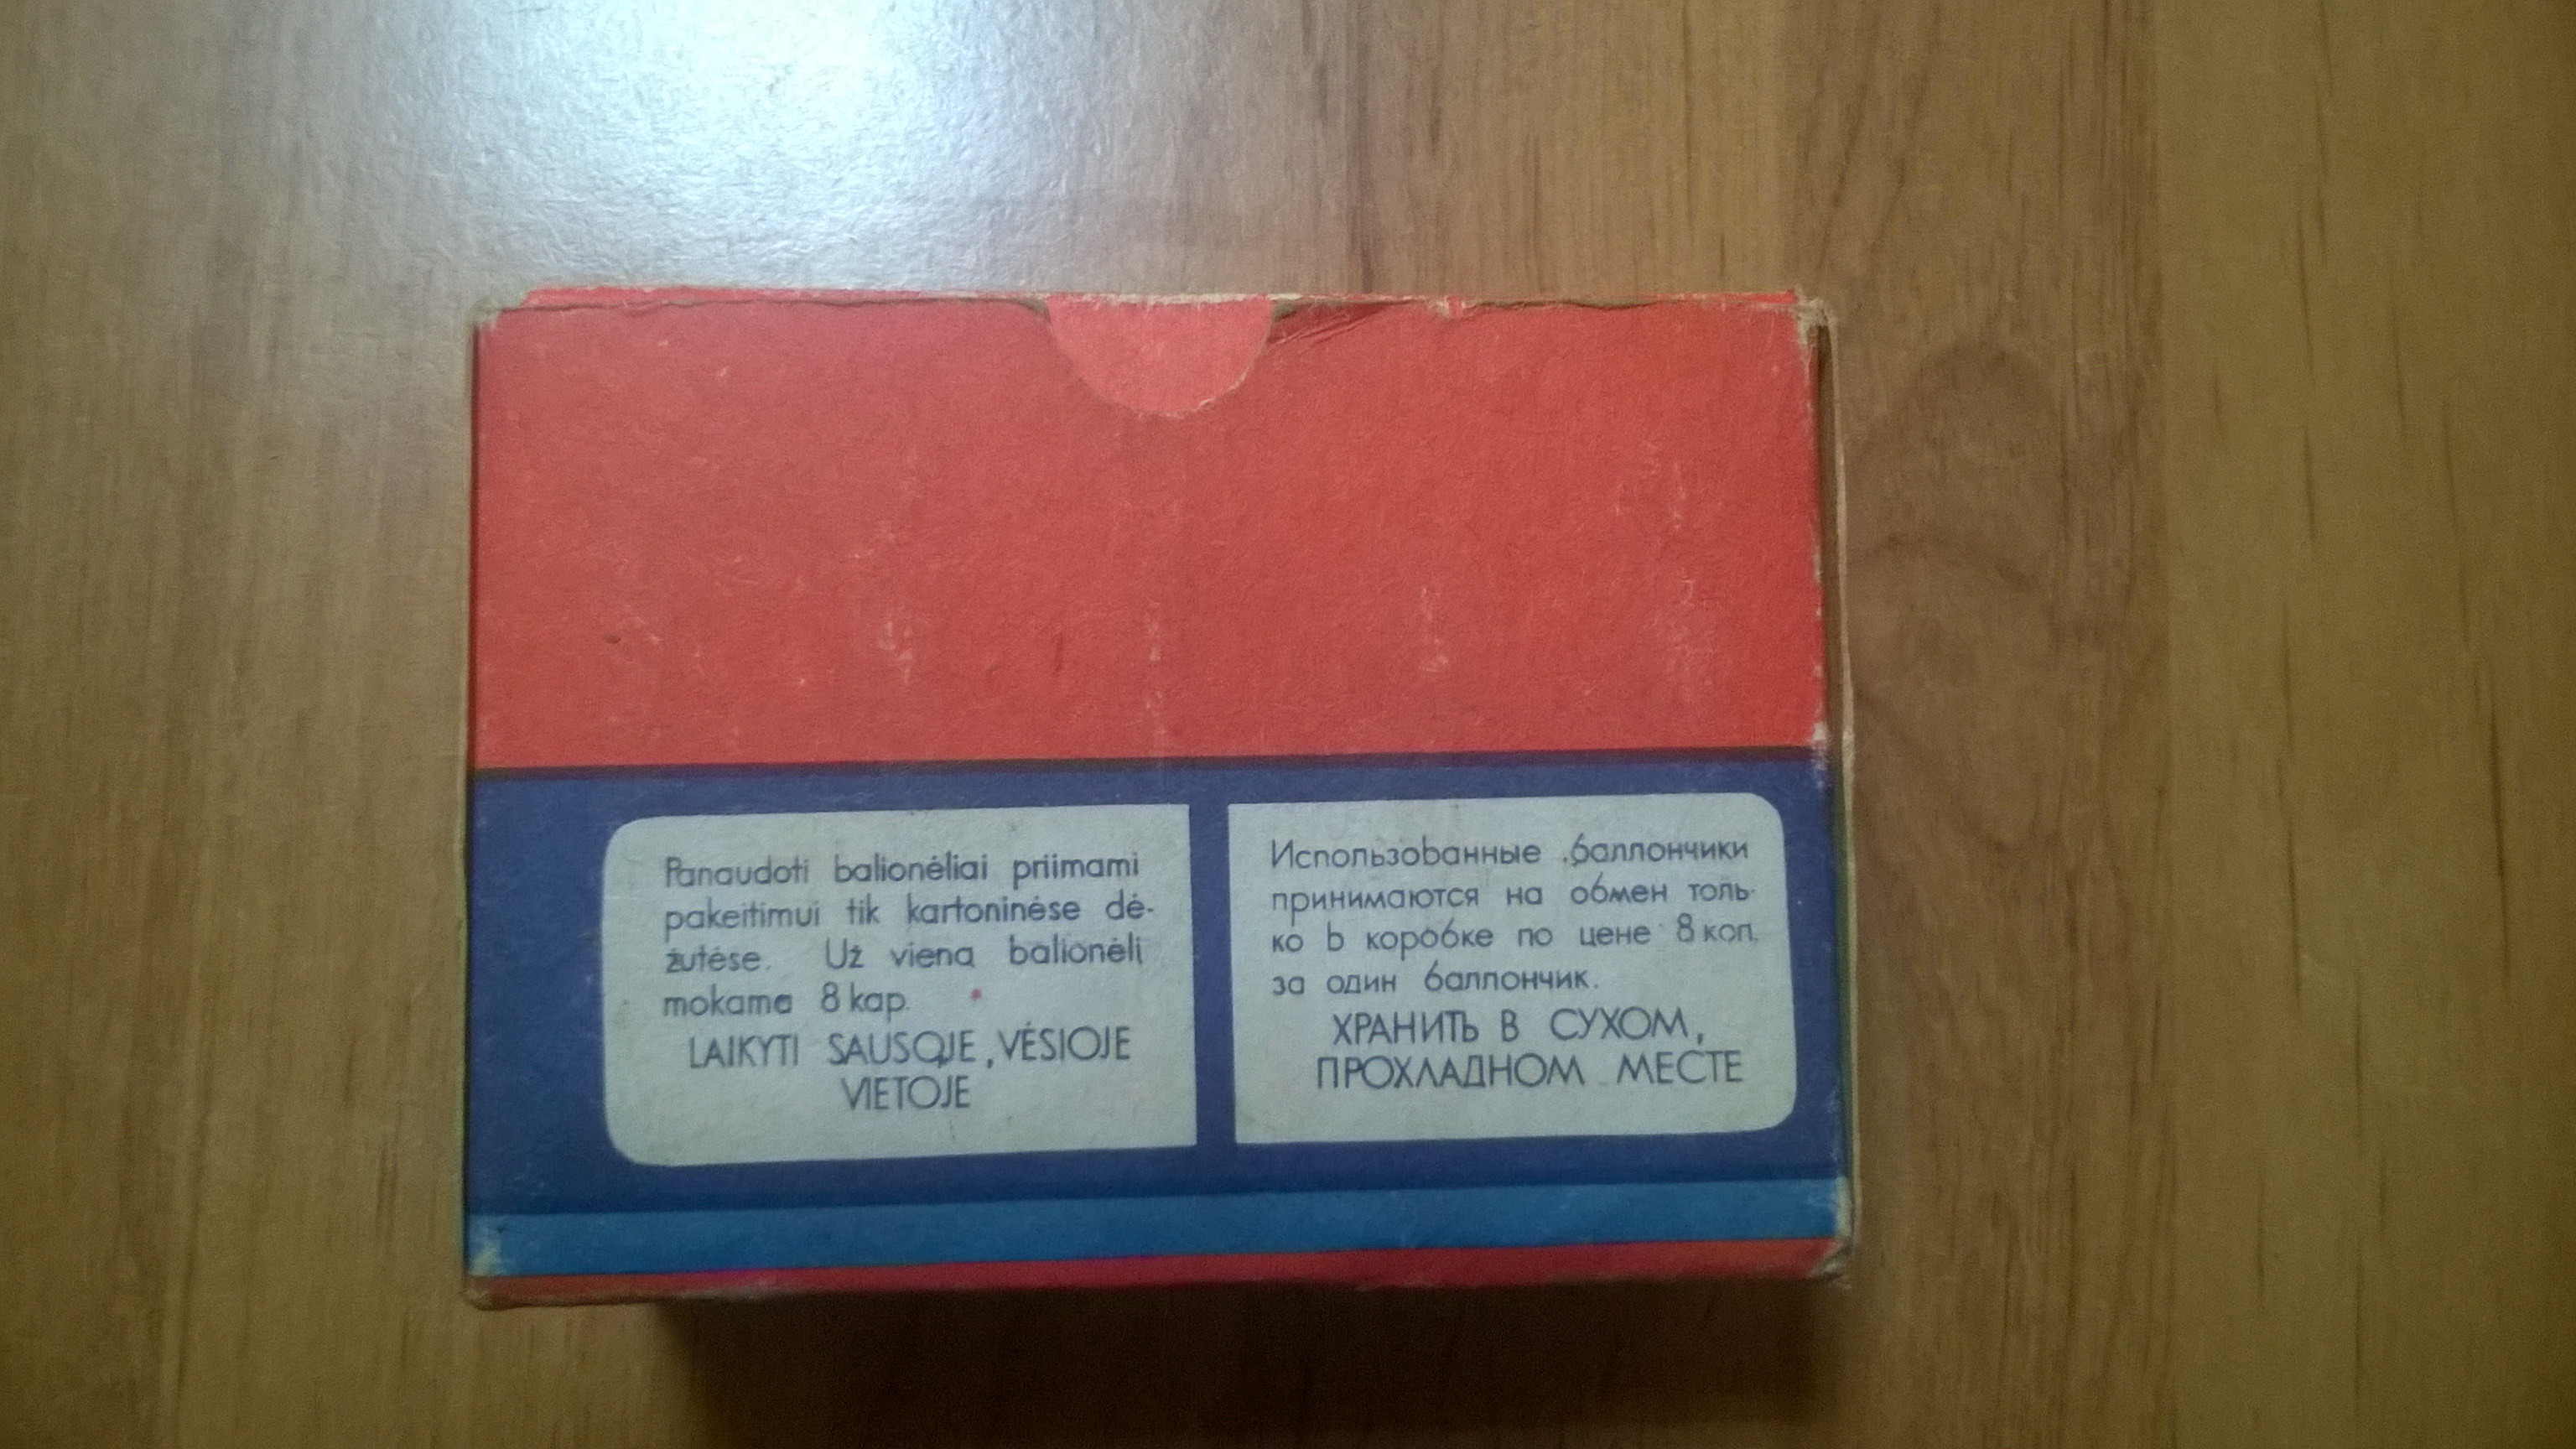 Panaudoti balionėliai priimami
pakeitimui tik kartoninėse dė-
žutėse. Už vieną balionėlį
mokama 8 kap.
LAIKYTI SAUSOJE, VĖSIOJE
VIETOJE
Использованные баллончики
принимаются на обмен толь-
ко в коробке по цене 8 коп.
за один баллончик.
ХРАНИТЬ В СУХОМ,
ПРОХЛАДНОМ МЕСТЕ